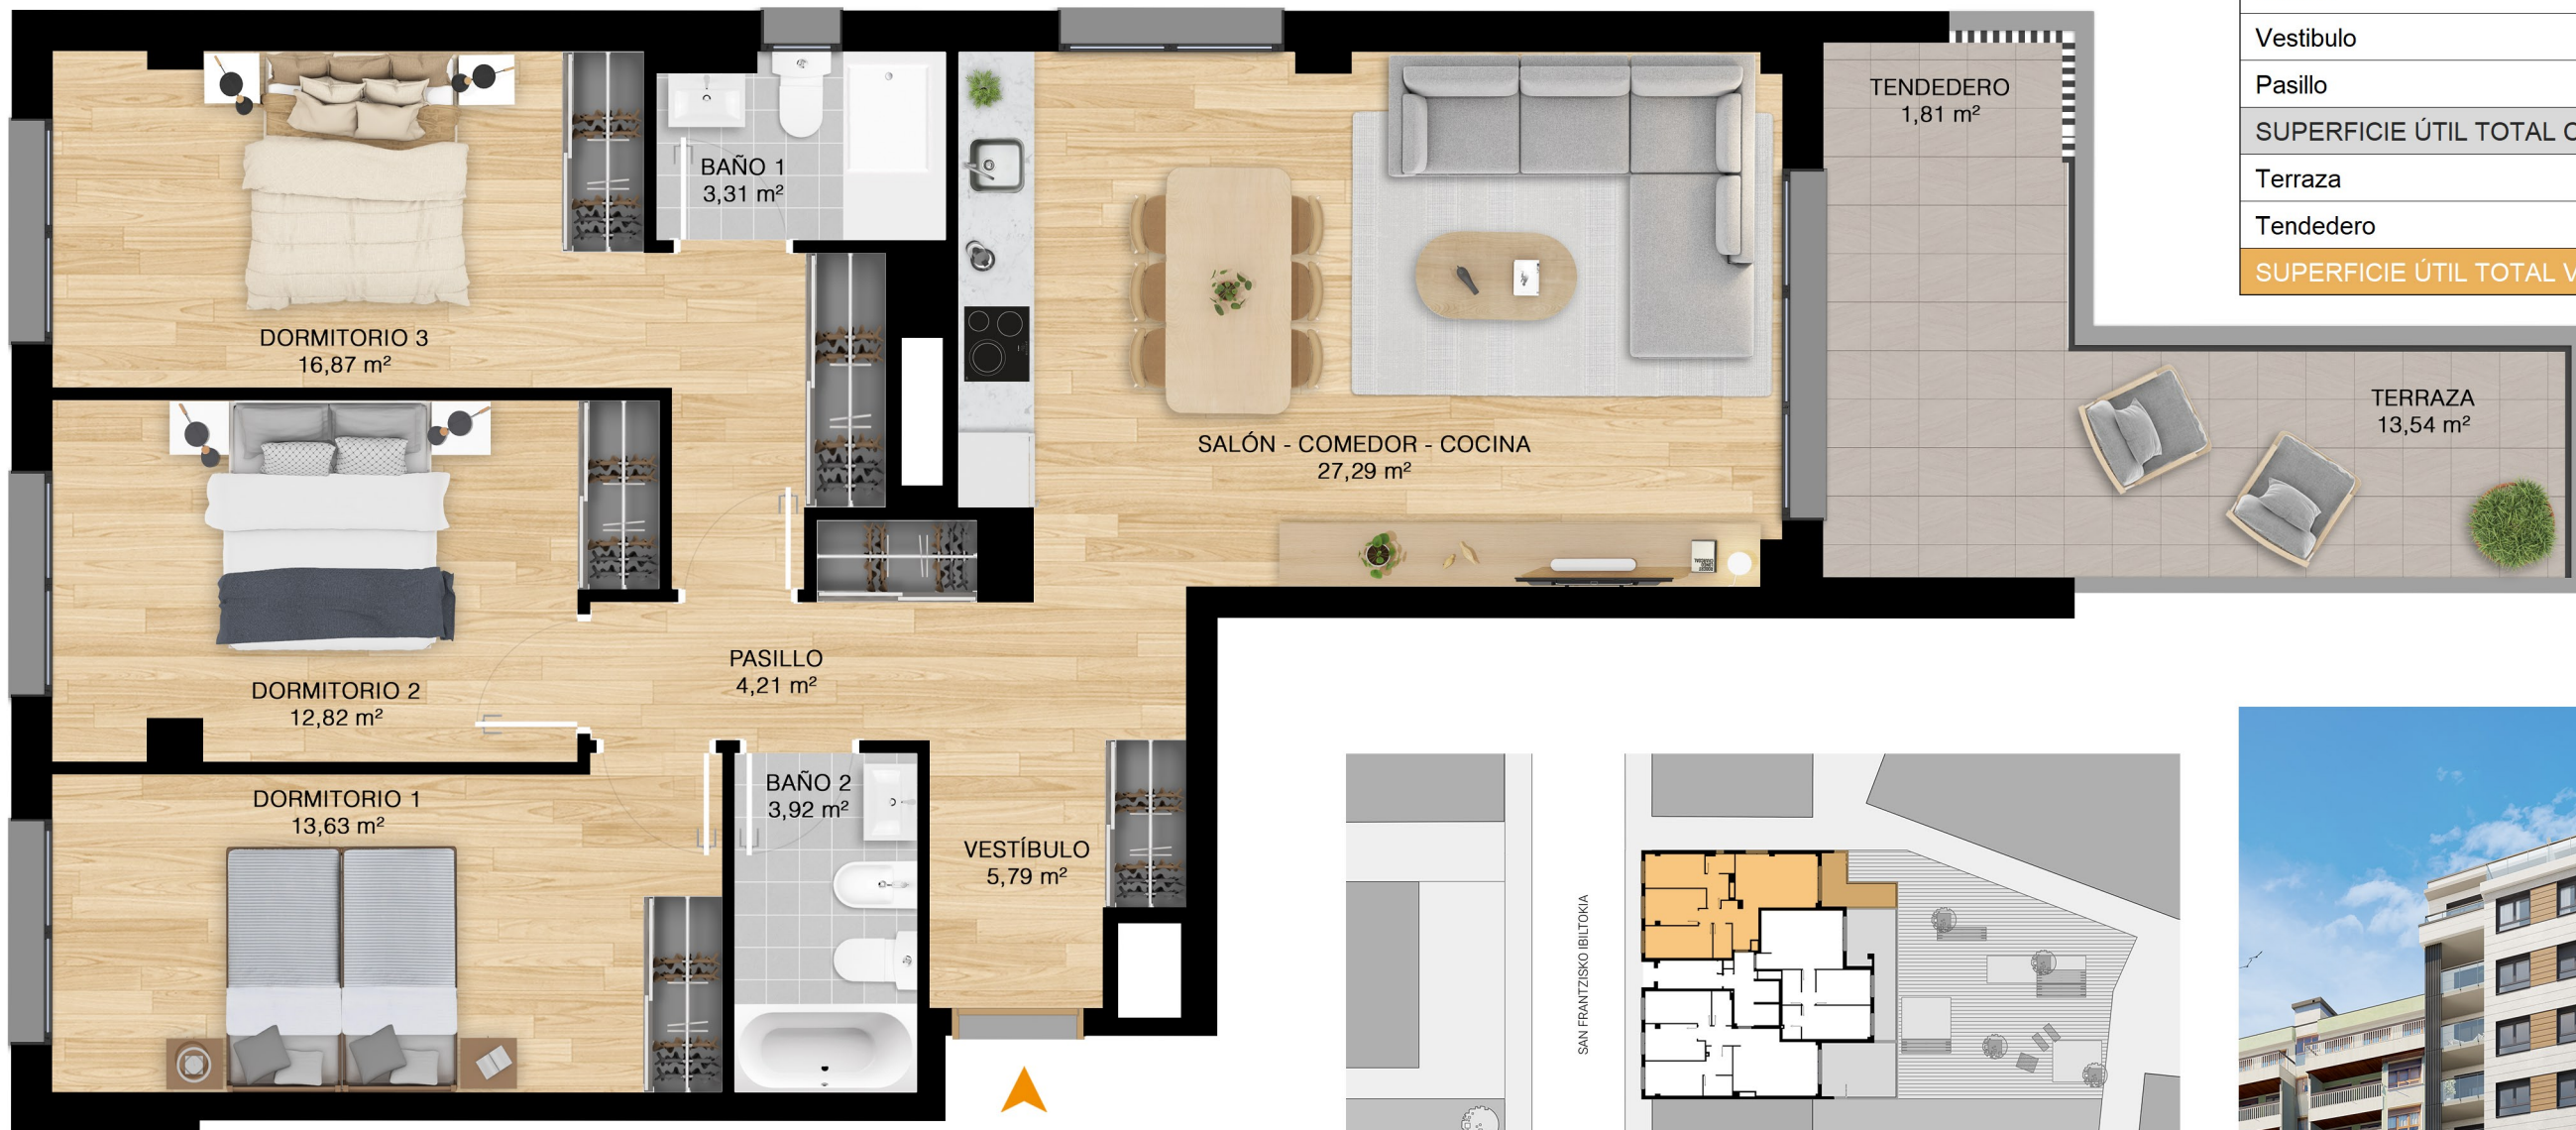 DORMITORIO 3
16,87 m²
BAÑO 1
3,31 m²
SALÓN - COMEDOR - COCINA
27,29 m²
TENDEDERO
1,81 m²
TERRAZA
13,54 m²
DORMITORIO 2
12,82 m²
PASILLO
4,21 m²
DORMITORIO 1
13,63 m²
BAÑO 2
3,92 m²
VESTÍBULO
5,79 m²
Vestibulo
Pasillo
SUPERFICIE ÚTIL TOTAL C
Terraza
Tendedero
SUPERFICIE ÚTIL TOTAL V
SAN FRANTZISKO IBILTOKIA